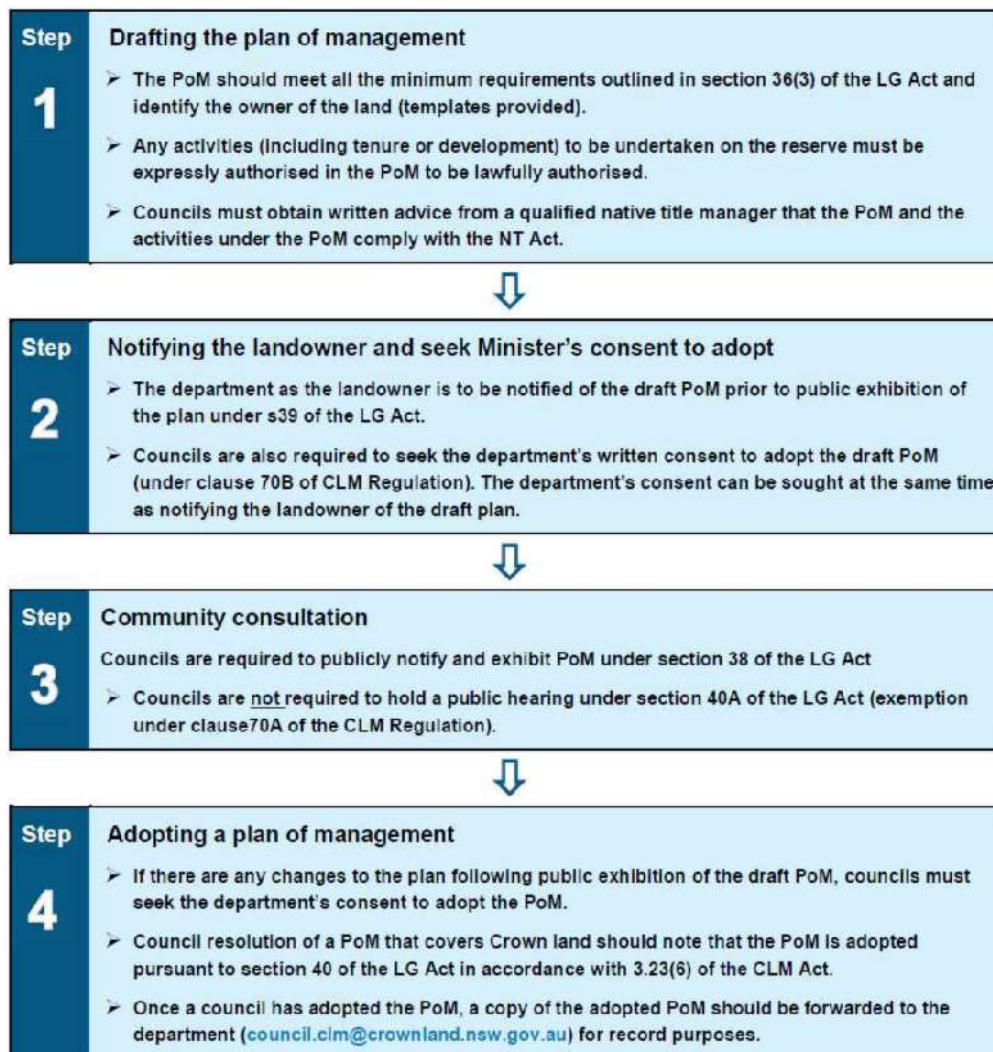 Step
1
Drafting the plan of management
➢ The PoM should meet all the minimum requirements outlined in section 36(3) of the LG Act and
identify the owner of the land (templates provided).
➢ Any activities (including tenure or development) to be undertaken on the reserve must be
expressly authorised in the PoM to be lawfully authorised.
➢ Councils must obtain written advice from a qualified native title manager that the PoM and the
activities under the PoM comply with the NT Act.
Step
2
Notifying the landowner and seek Minister's consent to adopt
➢ The department as the landowner is to be notified of the draft PoM prior to public exhibition of
the plan under s39 of the LG Act.
➢ Councils are also required to seek the department's written consent to adopt the draft PoM
(under clause 70B of CLM Regulation). The department's consent can be sought at the same time
as notifying the landowner of the draft plan.
Step
3
Community consultation
Councils are required to publicly notify and exhibit PoM under section 38 of the LG Act
➢ Councils are not required to hold a public hearing under section 40A of the LG Act (exemption
under clause70A of the CLM Regulation).
Step
4
Adopting a plan of management
➢ If there are any changes to the plan following public exhibition of the draft PoM, councils must
seek the department's consent to adopt the PoM.
➢ Council resolution of a PoM that covers Crown land should note that the PoM is adopted
pursuant to section 40 of the LG Act in accordance with 3.23(6) of the CLM Act.
➢ Once a council has adopted the PoM, a copy of the adopted PoM should be forwarded to the
department (council.clm@crownland.nsw.gov.au) for record purposes.